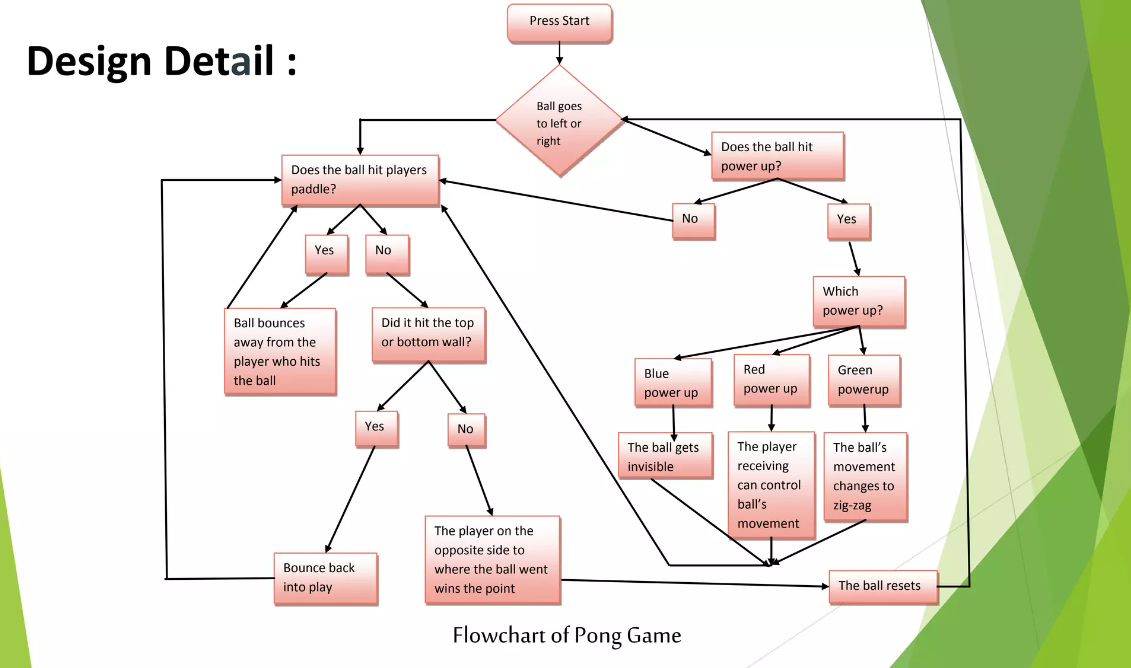 Press Start
Design Detail :
Ball goes
to left or
right
Does the ball hit
power up?
Does the ball hit players
paddle?
No
Yes
Yes
No
Which
power up?
Ball bounces
away from the
player who hits
the ball
Did it hit the top
or bottom wall?
Blue
power up
Red
power up
Green
powerup
Yes
No
The ball gets
invisible
The player
receiving
can control
ball’s
movement
The ball’s
movement
changes to
zig-zag
The player on the
opposite side to
where the ball went
wins the point
Bounce back
into play
The ball resets
Flowchart of Pong Game